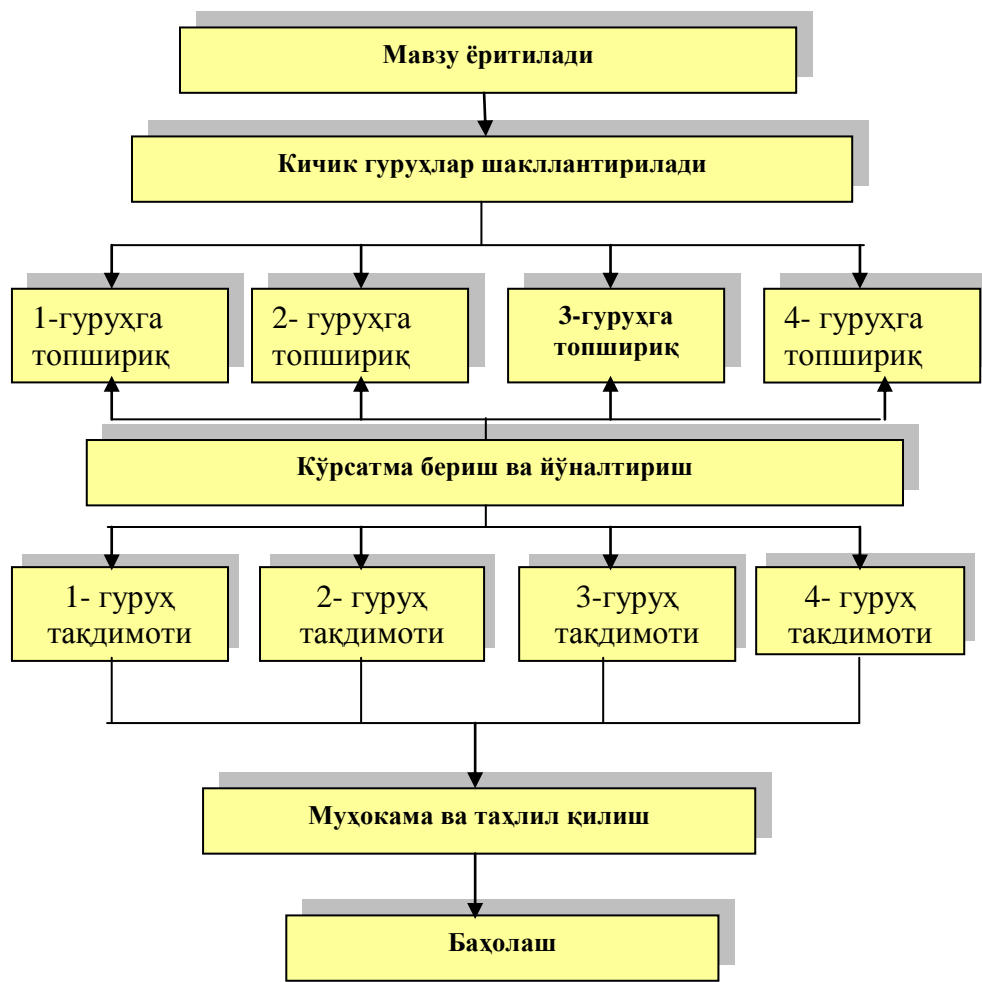 Мавзу ёритилади
Кичик гуруҳлар шакллантирилади
1-гуруҳга
топшириқ
2- гуруҳга
топшириқ
3-гуруҳга
топшириқ
4- гуруҳга
топшириқ
Кўрсатма бериш ва йўналтириш
1- гуруҳ
тақдимоти
2- гуруҳ
тақдимоти
3-гуруҳ
тақдимоти
4- гуруҳ
тақдимоти
Муҳокама ва таҳлил қилиш
Баҳолаш